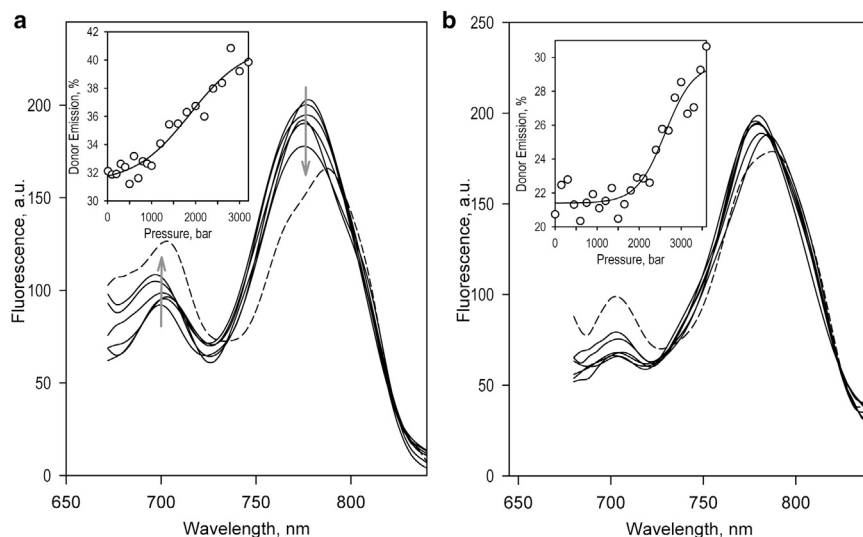 a
b
250
200
200
150
150
100
100
50
50
0
0
Fluorescence, a.u.
Fluorescence, a.u.
650 700 750 800
650 700 750 800
Wavelength, nm
Wavelength, nm
42
40
38
36
34
32
30
Donor Emission, %
0 1000 2000 3000
Pressure, bar
30
28
26
24
22
20
Donor Emission, %
0 1000 2000 3000
Pressure, bar